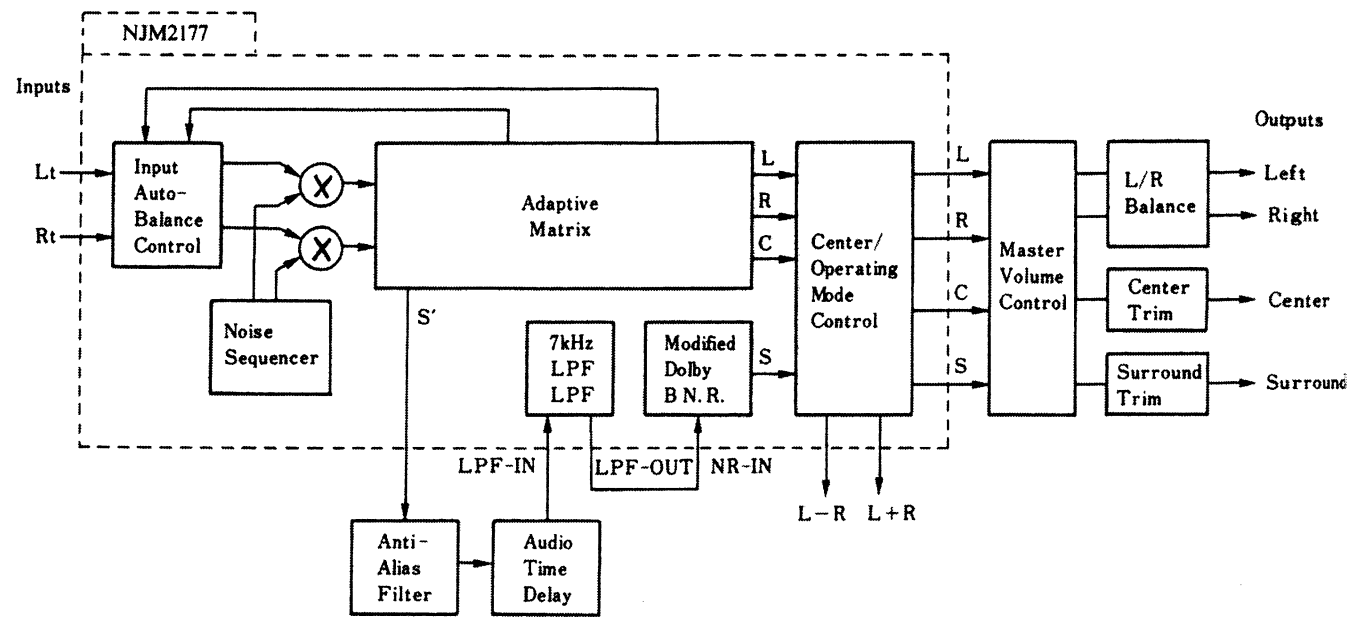 NJM2177
Inputs
Outputs
Lt
Rt
Input
Auto-
Balance
Control
X
X
Noise
Sequencer
Adaptive
Matrix
S′
L
R
C
7kHz
LPF
LPF
Modified
Dolby
B N. R.
S
Center/
Operating
Mode
Control
L
R
C
S
Master
Volume
Control
L/R
Balance
Center
Trim
Surround
Trim
Left
Right
Center
Surround
LPF-IN
LPF-OUT
NR-IN
L−R
L+R
Anti-
Alias
Filter
Audio
Time
Delay